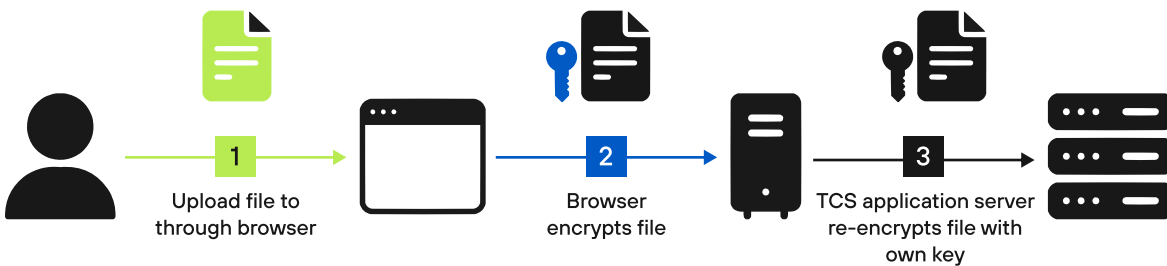 1
Upload file to
through browser
2
Browser
encrypts file
3
TCS application server
re-encrypts file with
own key